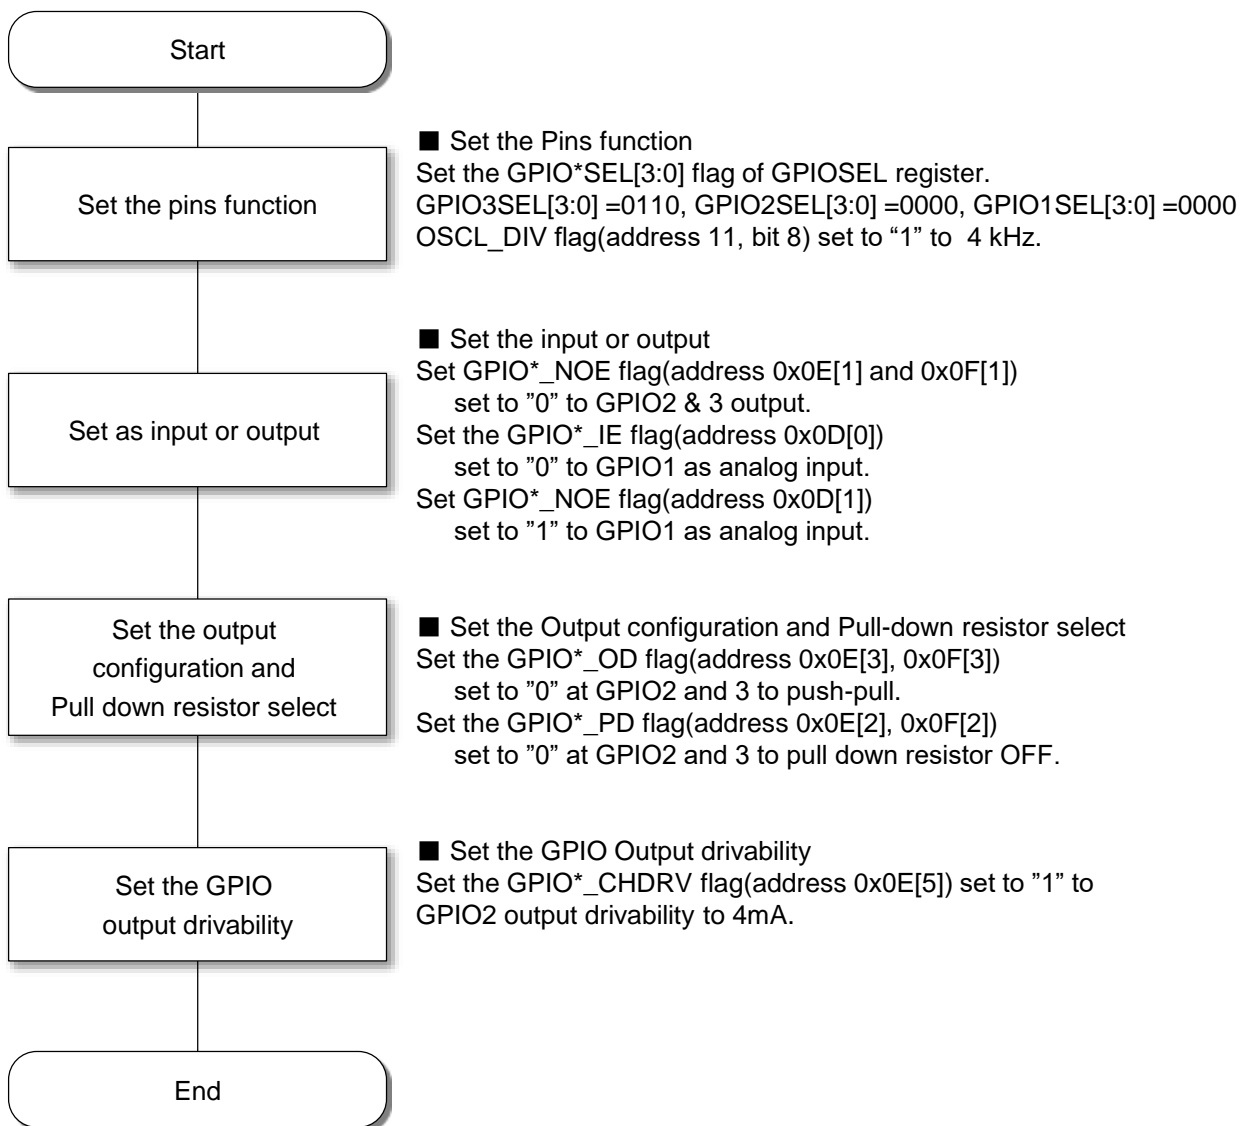 Start
Set the pins function
■ Set the Pins function
Set the GPIO*SEL[3:0] flag of GPIOSEL register.
GPIO3SEL[3:0] =0110, GPIO2SEL[3:0] =0000, GPIO1SEL[3:0] =0000
OSCL_DIV flag(address 11, bit 8) set to “1” to  4 kHz.
Set as input or output
■ Set the input or output
Set GPIO*_NOE flag(address 0x0E[1] and 0x0F[1])
set to ”0” to GPIO2 & 3 output.
Set the GPIO*_IE flag(address 0x0D[0])
set to ”0” to GPIO1 as analog input.
Set GPIO*_NOE flag(address 0x0D[1])
set to ”1” to GPIO1 as analog input.
Set the output
configuration and
Pull down resistor select
■ Set the Output configuration and Pull-down resistor select
Set the GPIO*_OD flag(address 0x0E[3], 0x0F[3])
set to ”0” at GPIO2 and 3 to push-pull.
Set the GPIO*_PD flag(address 0x0E[2], 0x0F[2])
set to ”0” at GPIO2 and 3 to pull down resistor OFF.
Set the GPIO
output drivability
■ Set the GPIO Output drivability
Set the GPIO*_CHDRV flag(address 0x0E[5]) set to ”1” to
GPIO2 output drivability to 4mA.
End